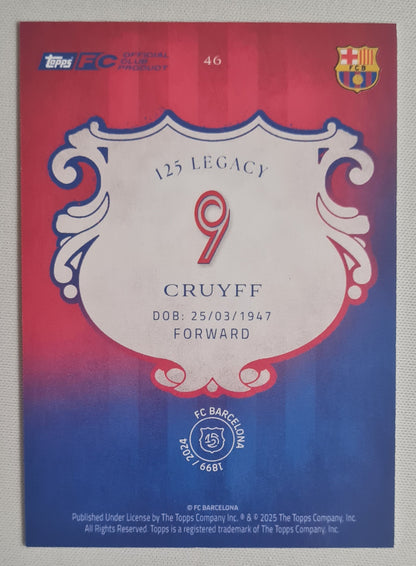 Topps FC OFFICIAL CLUB PRODUCT
46
FCB
125 LEGACY
9
CRUYFF
DOB: 25/03/1947
FORWARD
FC BARCELONA
125
1899 / 2024
© FC BARCELONA
Published Under License by The Topps Company Inc. ® & © 2025 The Topps Company, Inc.
All Rights Reserved. Topps is a registered trademark of The Topps Company, Inc.